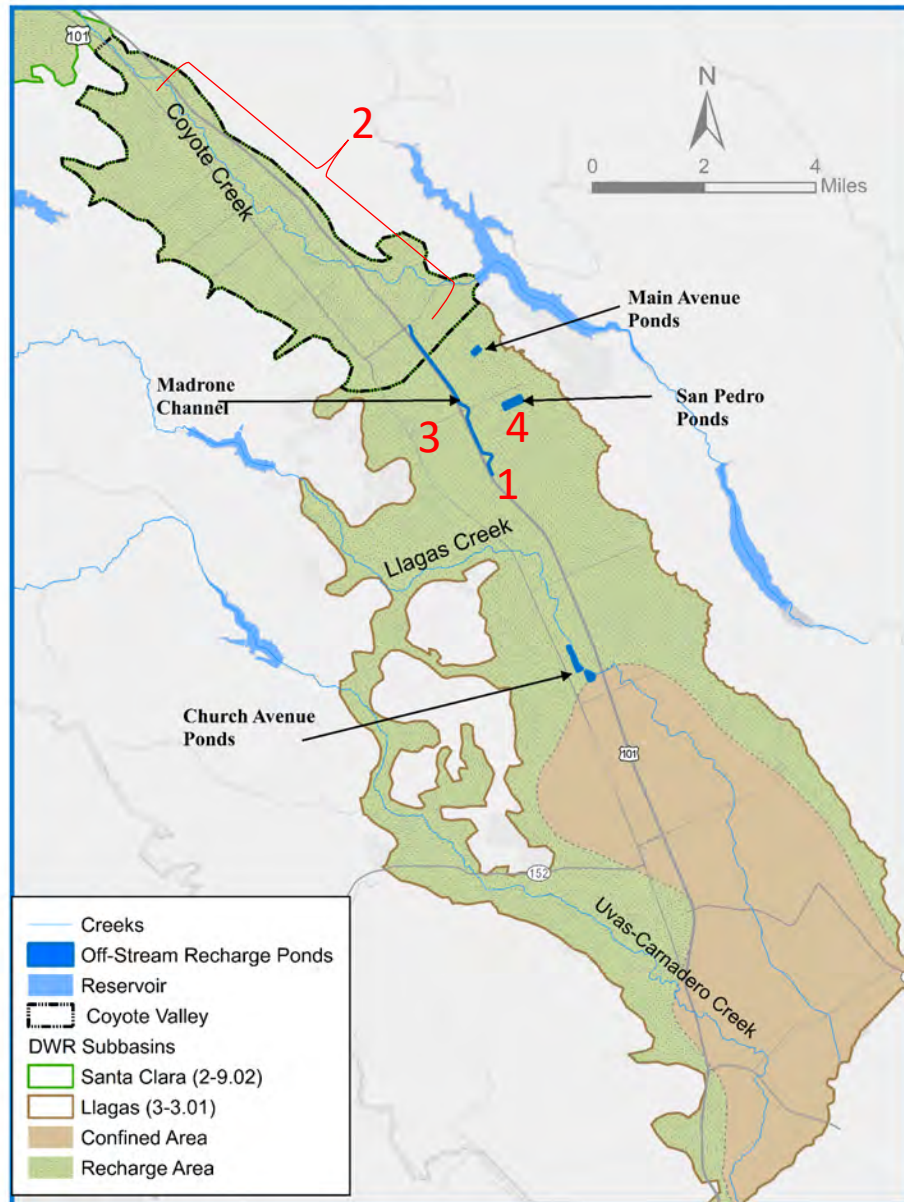 101
2
Coyote Creek
N
0 2 4
Miles
Main Avenue
Ponds
Madrone
Channel
San Pedro
Ponds
3
4
1
Llagas Creek
Church Avenue
Ponds
101
152
Uvas-Carnadero Creek
Creeks
Off-Stream Recharge Ponds
Reservoir
Coyote Valley
DWR Subbasins
Santa Clara (2-9.02)
Llagas (3-3.01)
Confined Area
Recharge Area